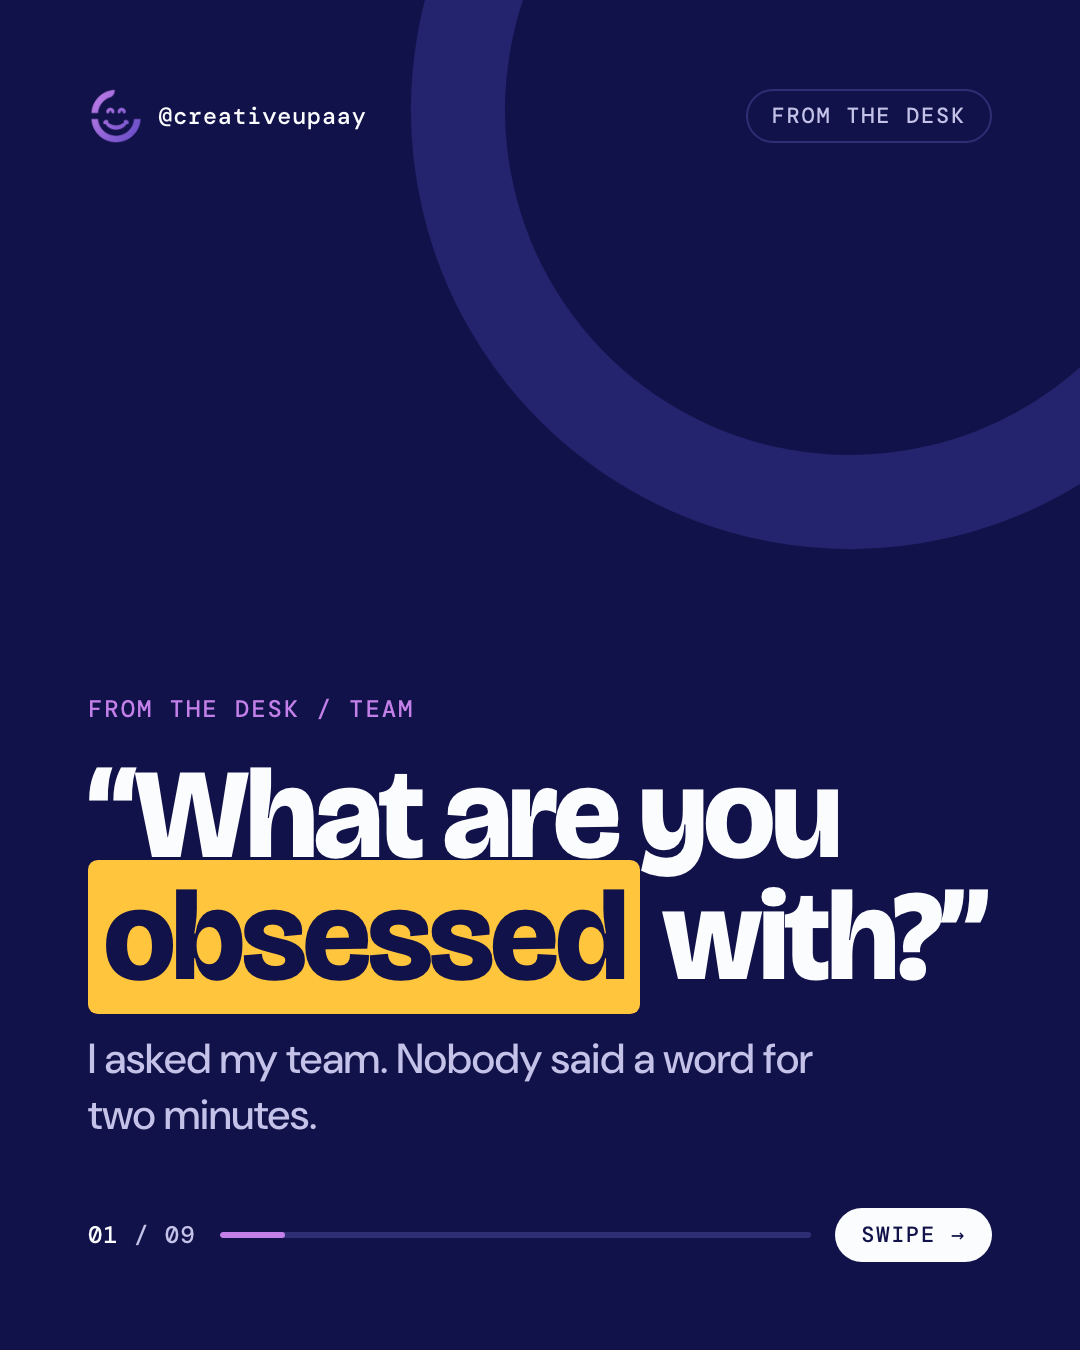 @creativeupaay
FROM THE DESK
FROM THE DESK / TEAM
“What are you
obsessed with?”
I asked my team. Nobody said a word for
two minutes.
01 / 09
SWIPE →